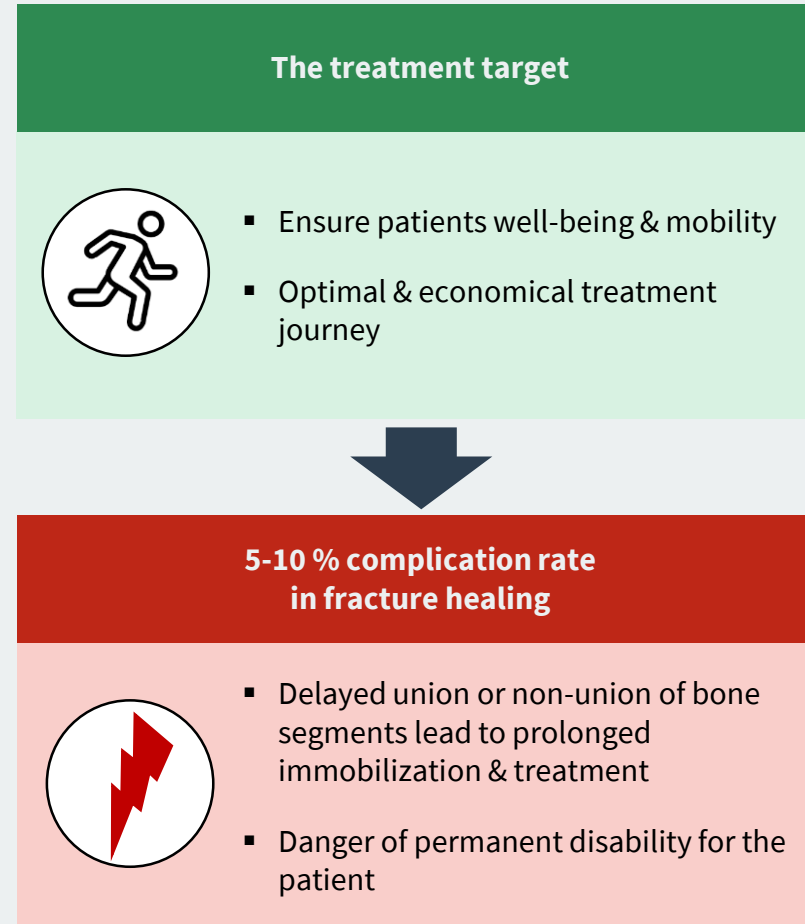 The treatment target
▪ Ensure patients well-being & mobility
▪ Optimal & economical treatment
journey
5-10 % complication rate
in fracture healing
▪ Delayed union or non-union of bone
segments lead to prolonged
immobilization & treatment
▪ Danger of permanent disability for the
patient